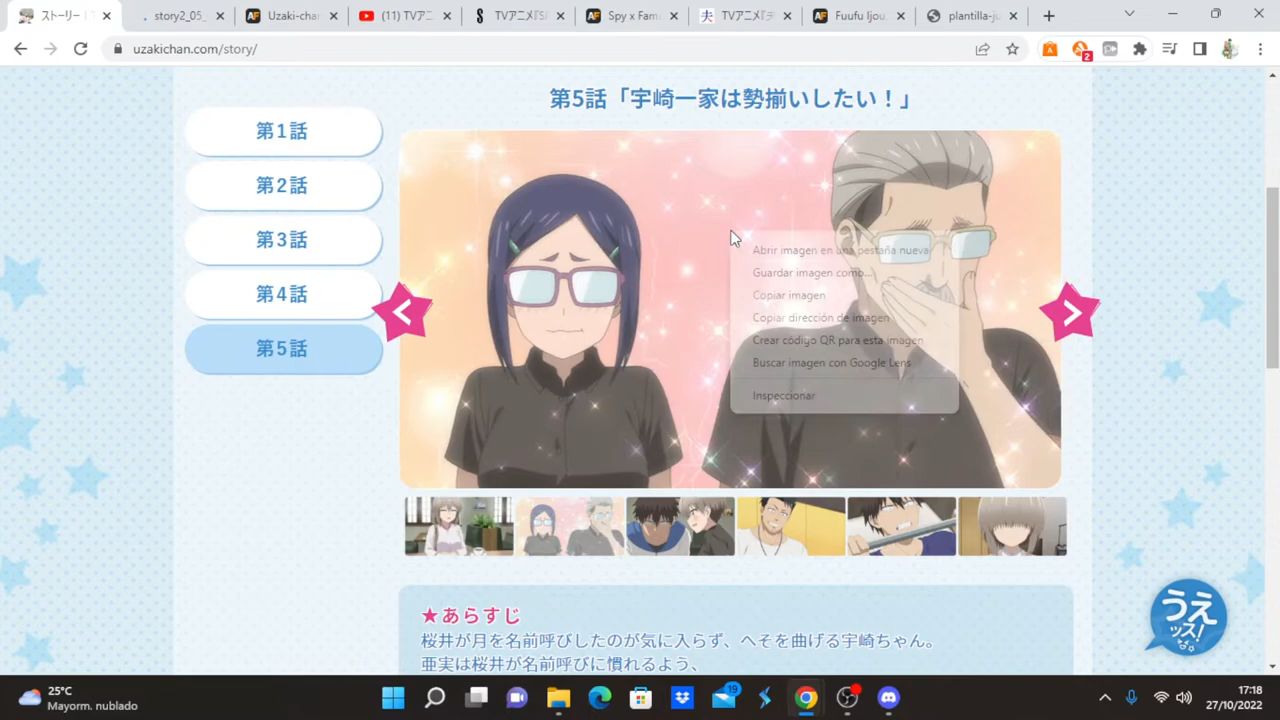 ストーリー | T
story2_05_
Uzaki-chan
(11) TVアニ
TVアニメ『SP
Spy x Fam
TVアニメ『デ
Fuufu Ijou,
plantilla-ju
uzakichan.com/story/
2
第5話「宇崎一家は勢揃いしたい！」
第1話
第2話
第3話
第4話
第5話
Abrir imagen en una pestaña nueva
Guardar imagen como...
Copiar imagen
Copiar dirección de imagen
Crear código QR para esta imagen
Buscar imagen con Google Lens
Inspeccionar
★あらすじ
桜井が月を名前呼びしたのが気に入らず、へそを曲げる宇崎ちゃん。
亜実は桜井が名前呼びに慣れるよう、
うえ
ッス!
25°C
Mayorm. nublado
19
17:18
27/10/2022